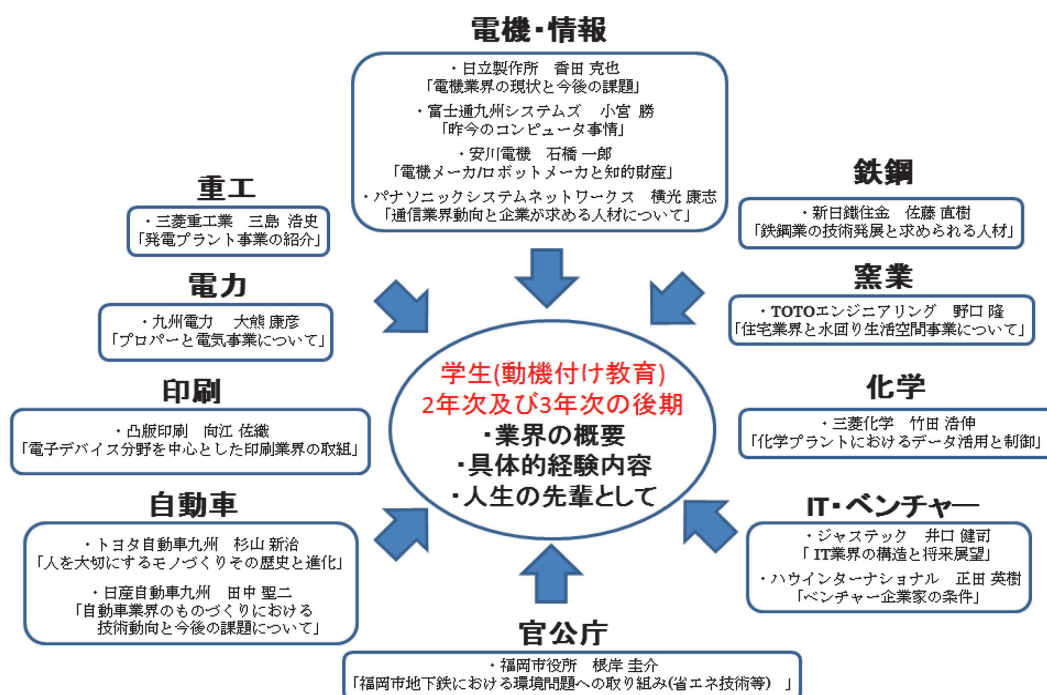 電機・情報
・日立製作所 香田 克也
「電機業界の現状と今後の課題」
・富士通九州システムズ 小宮 勝
「昨今のコンピュータ事情」
・安川電機 石橋 一郎
「電機メーカ/ロボットメーカと知的財産」
・パナソニックシステムネットワークス 横光 康志
「通信業界動向と企業が求める人材について」
重工
・三菱重工業 三島 浩史
「発電プラント事業の紹介」
電力
・九州電力 大熊 康彦
「プロパーと電気事業について」
印刷
・凸版印刷 向江 佐織
「電子デバイス分野を中心とした印刷業界の取組」
自動車
・トヨタ自動車九州 杉山 新治
「人を大切にするモノづくりその歴史と進化」
・日産自動車九州 田中 聖二
「自動車業界のものづくりにおける
技術動向と今後の課題について」
鉄鋼
・新日鐵住金 佐藤 直樹
「鉄鋼業の技術発展と求められる人材」
窯業
・TOTOエンジニアリング 野口 隆
「住宅業界と水回り生活空間事業について」
化学
・三菱化学 竹田 浩伸
「化学プラントにおけるデータ活用と制御」
IT・ベンチャー
・ジャステック 井口 健司
「 IT業界の構造と将来展望」
・ハウインターナショナル 正田 英樹
「ベンチャー企業家の条件」
学生(動機付け教育)
2年次及び3年次の後期
・業界の概要
・具体的経験内容
・人生の先輩として
官公庁
・福岡市役所 根岸 圭介
「福岡市地下鉄における環境問題への取り組み(省エネ技術等) 」